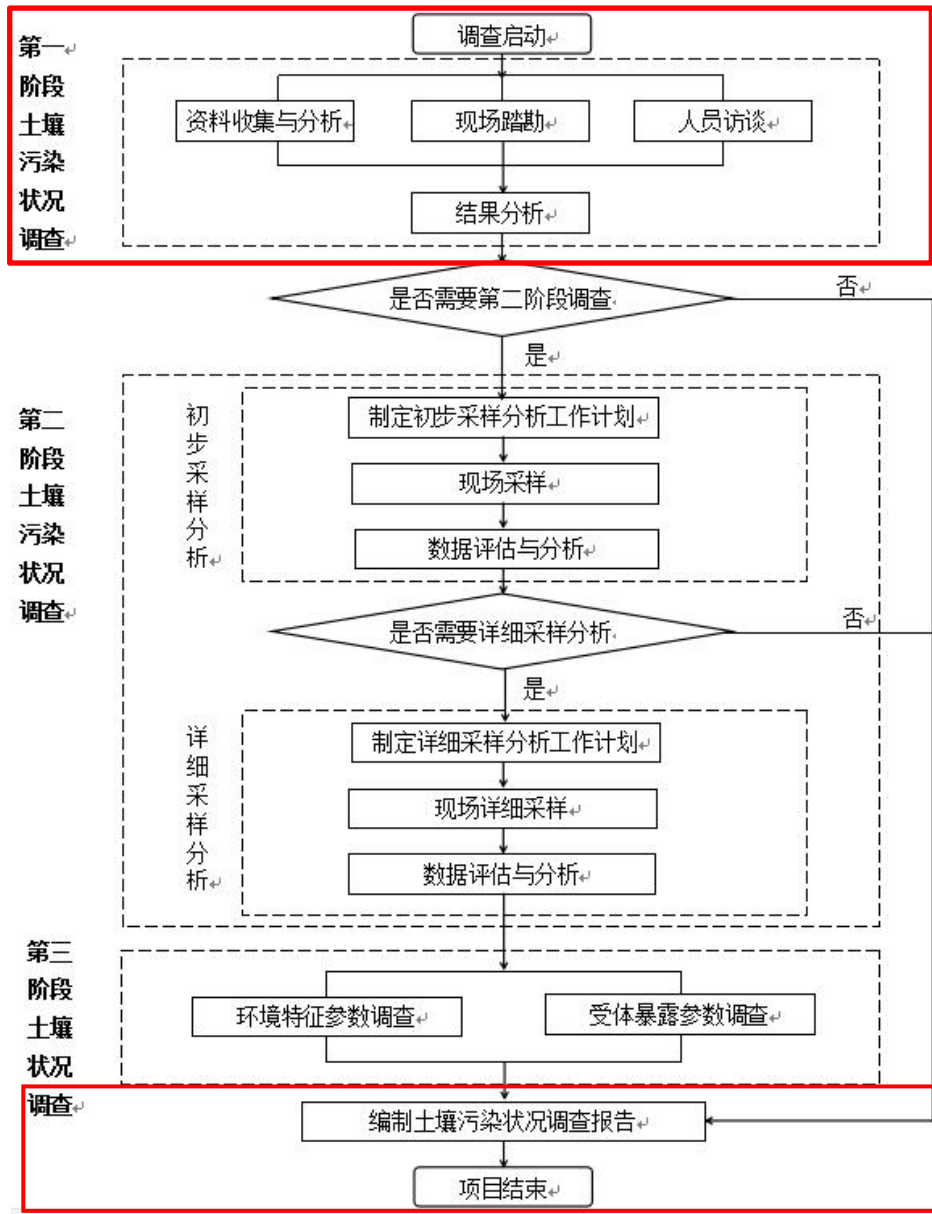 调查启动
第一
阶段
土壤
污染
状况
调查
资料收集与分析
现场踏勘
人员访谈
结果分析
是否需要第二阶段调查
否
是
第二
阶段
土壤
污染
状况
调查
初
步
采
样
分
析
制定初步采样分析工作计划
现场采样
数据评估与分析
是否需要详细采样分析
否
是
详
细
采
样
分
析
制定详细采样分析工作计划
现场详细采样
数据评估与分析
第三
阶段
土壤
状况
调查
环境特征参数调查
受体暴露参数调查
编制土壤污染状况调查报告
项目结束